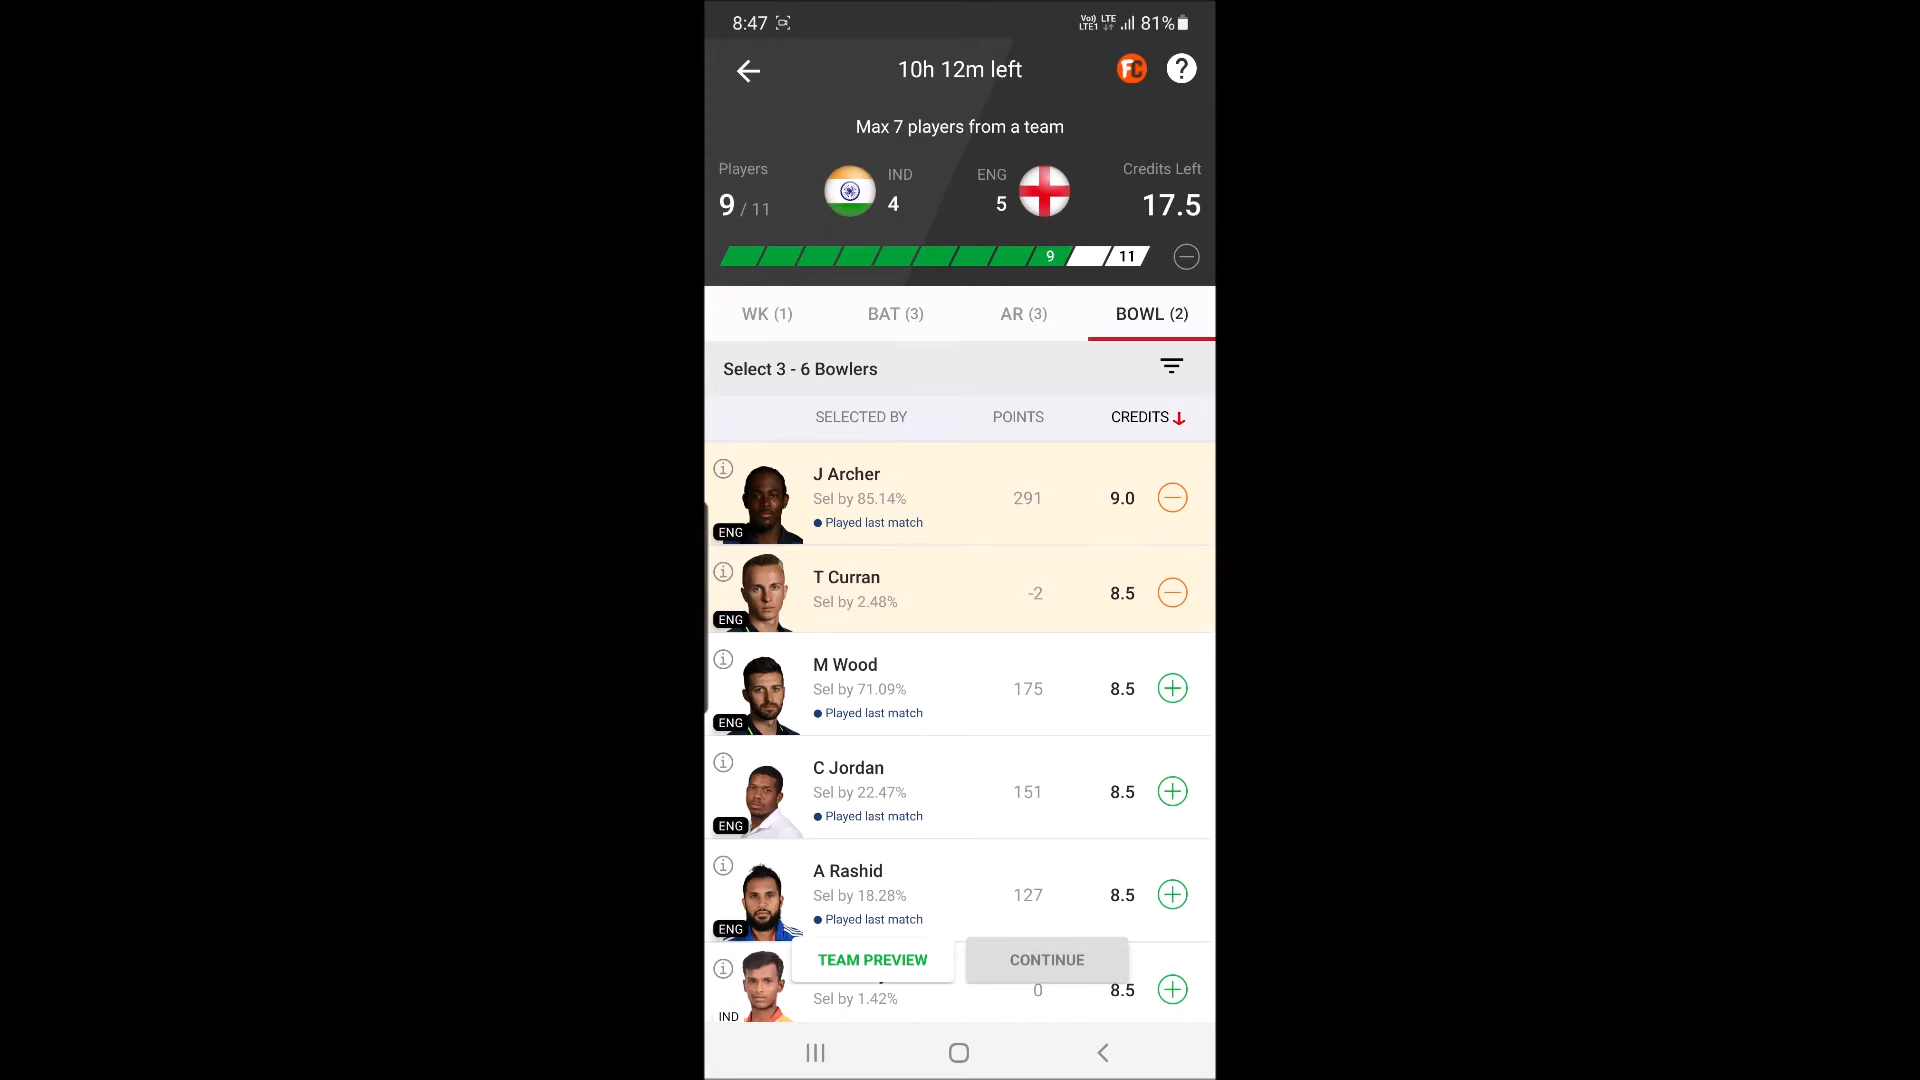 8:47 Vo)) LTE1 LTE 81%
10h 12m left FC ?
Max 7 players from a team
Players IND ENG Credits Left
9 / 11 4 5 17.5
9 11
WK (1) BAT (3) AR (3) BOWL (2)
Select 3 - 6 Bowlers
SELECTED BY POINTS CREDITS
J Archer
Sel by 85.14% 291 9.0
Played last match
ENG
T Curran
Sel by 2.48% -2 8.5
ENG
M Wood
Sel by 71.09% 175 8.5
Played last match
ENG
C Jordan
Sel by 22.47% 151 8.5
Played last match
ENG
A Rashid
Sel by 18.28% 127 8.5
Played last match
ENG
TEAM PREVIEW CONTINUE
Sel by 1.42% 0 8.5
IND